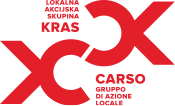 LOKALNA
AKCIJSKA
SKUPINA
KRAS
CARSO
GRUPPO
DI AZIONE
LOCALE